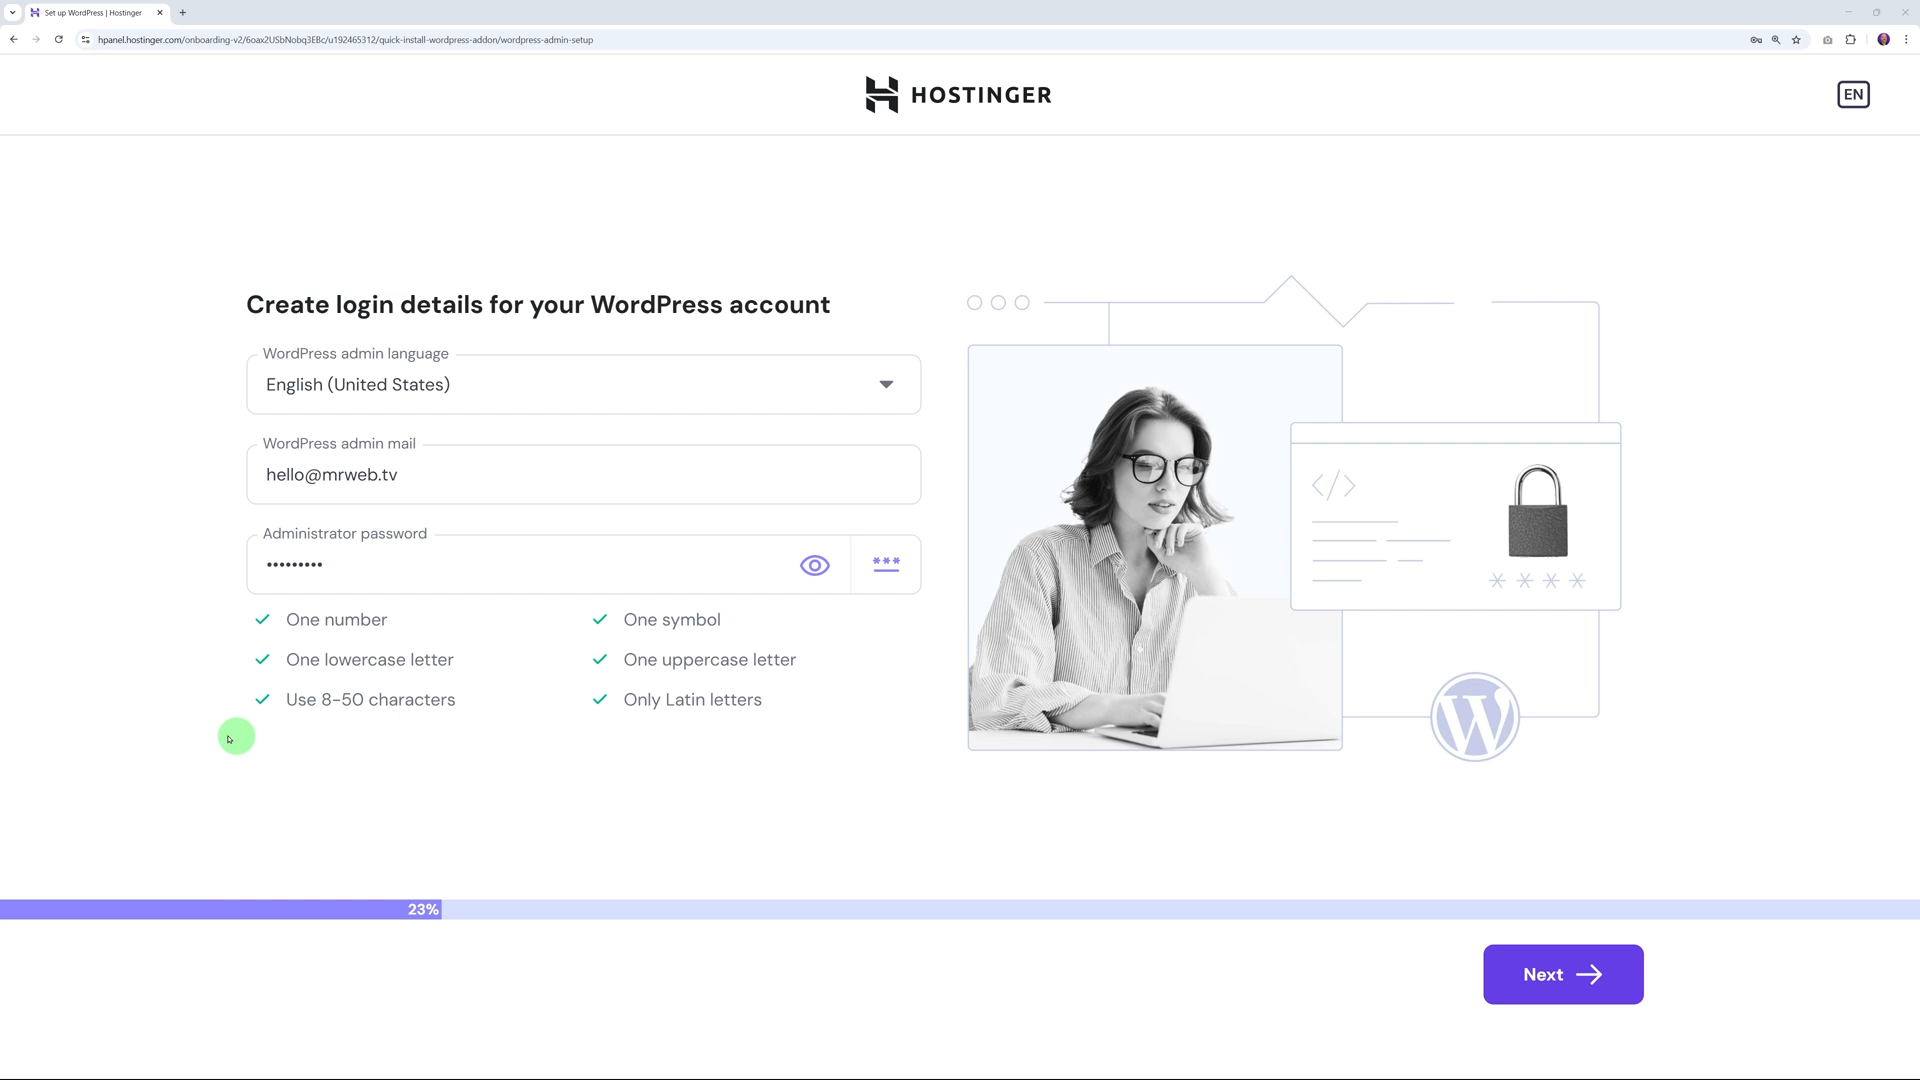 Set up WordPress | Hostinger
hpanel.hostinger.com/onboarding-v2/6oax2USbNobq3EBc/u192465312/quick-install-wordpress-addon/wordpress-admin-setup
HOSTINGER
EN
Create login details for your WordPress account
WordPress admin language
English (United States)
WordPress admin mail
hello@mrweb.tv
Administrator password
•••••••••
***
One number
One symbol
One lowercase letter
One uppercase letter
Use 8-50 characters
Only Latin letters
</>
* * * *
23%
Next →